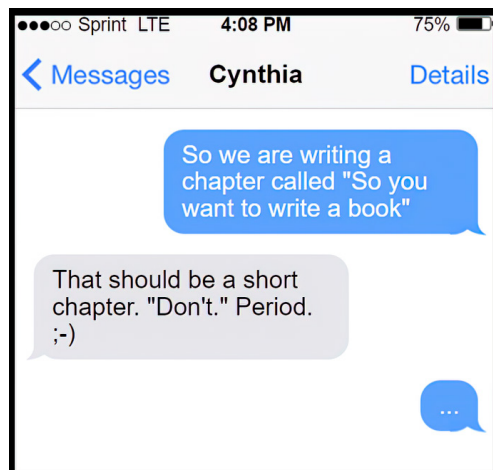 ●●●○○ Sprint LTE 4:08 PM 75%
Messages Cynthia Details
So we are writing a
chapter called "So you
want to write a book"
That should be a short
chapter. "Don't." Period.
;-)
...